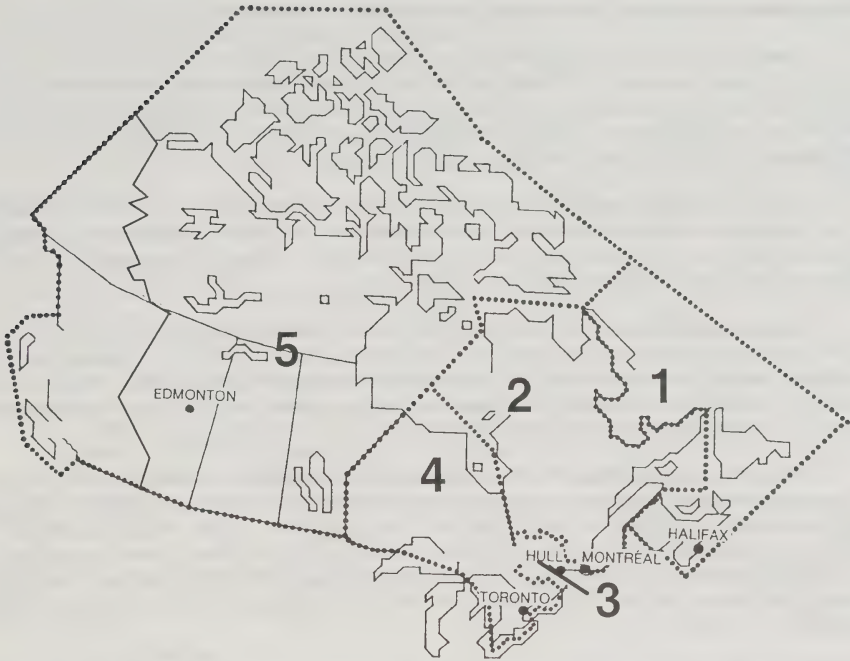 1
2
5
EDMONTON
4
HALIFAX
HULL
MONTRÉAL
TORONTO
3